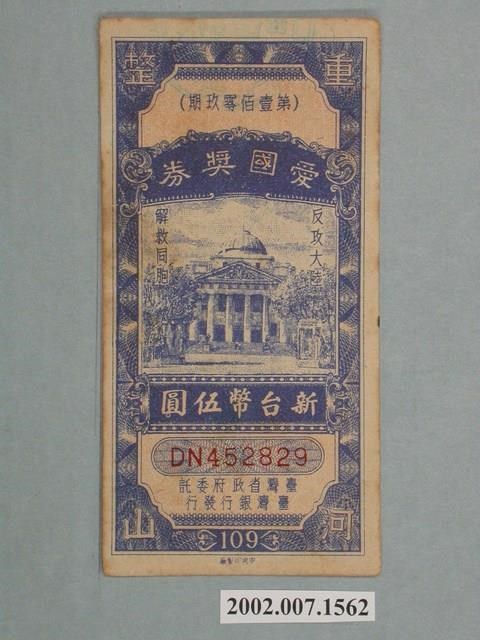 重整
(第壹佰零玖期)
愛國獎券
反攻大陸
解救同胞
新台幣伍圓
DN452829
臺灣省政府委託
臺灣銀行發行
河山
109
2002.007.1562